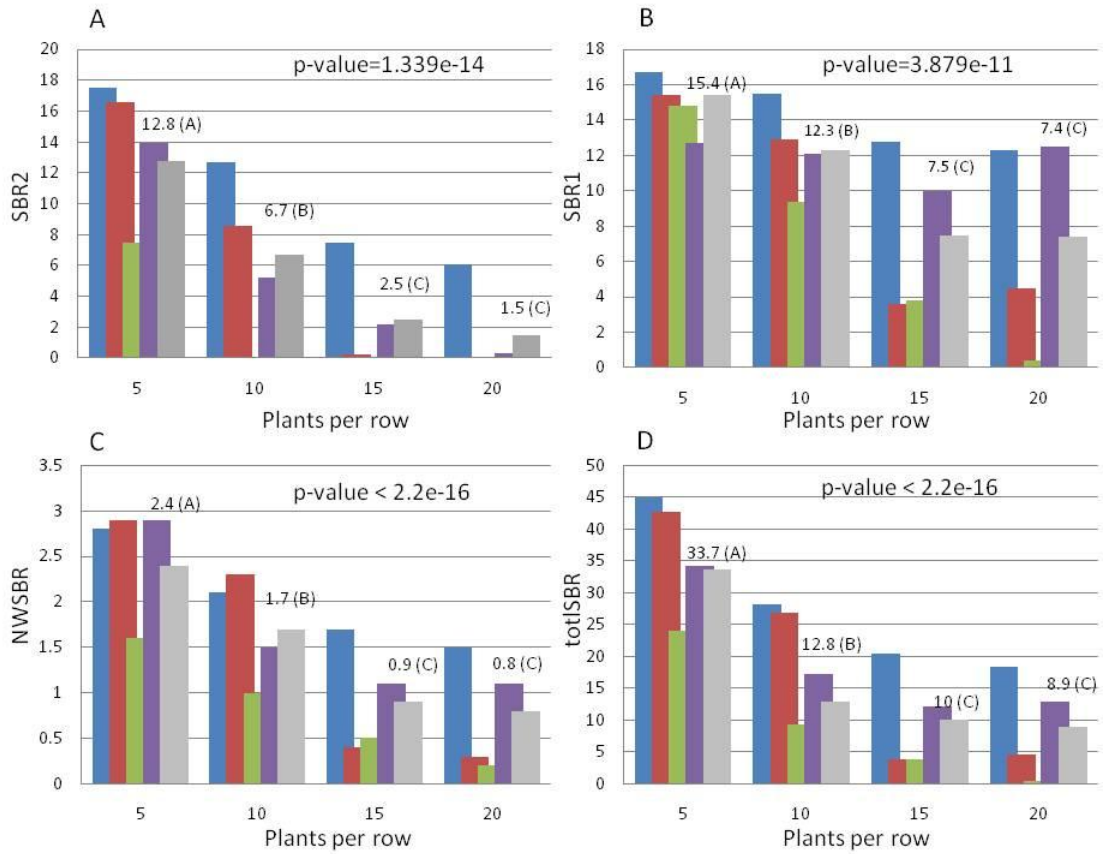 A
p-value=1.339e-14
SBR2
20
18
16
14
12
10
8
6
4
2
0
12.8 (A)
6.7 (B)
2.5 (C)
1.5 (C)
5 10 15 20
Plants per row
B
p-value=3.879e-11
SBR1
18
16
14
12
10
8
6
4
2
0
15.4 (A)
12.3 (B)
7.5 (C)
7.4 (C)
5 10 15 20
Plants per row
C
p-value < 2.2e-16
NWSBR
3.5
3
2.5
2
1.5
1
0.5
0
2.4 (A)
1.7 (B)
0.9 (C)
0.8 (C)
5 10 15 20
Plants per row
D
p-value < 2.2e-16
totlSBR
50
45
40
35
30
25
20
15
10
5
0
33.7 (A)
12.8 (B)
10 (C)
8.9 (C)
5 10 15 20
Plants per row